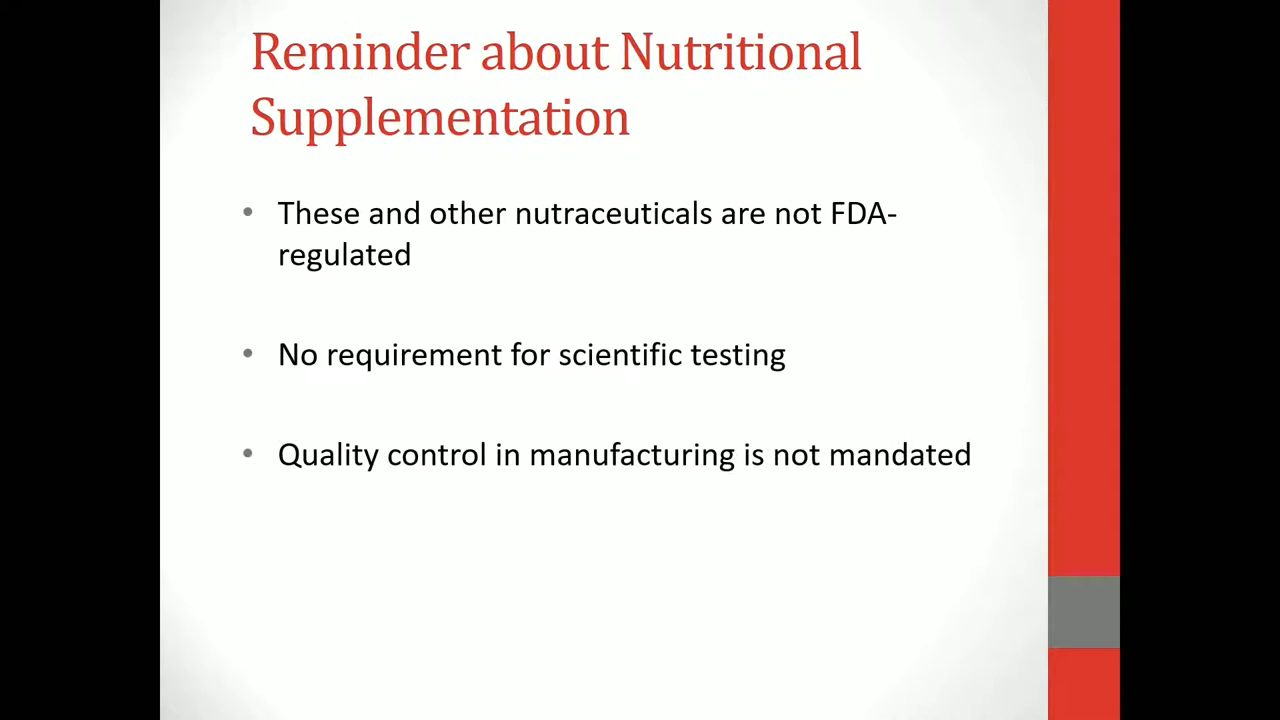 Reminder about Nutritional
Supplementation
• These and other nutraceuticals are not FDA-
regulated
• No requirement for scientific testing
• Quality control in manufacturing is not mandated